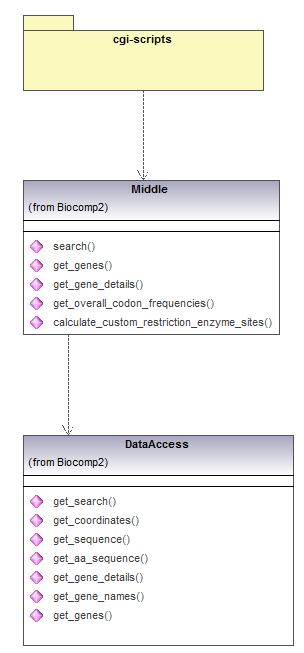 cgi-scripts
Middle
(from Biocomp2)
search()
get_genes()
get_gene_details()
get_overall_codon_frequencies()
calculate_custom_restriction_enzyme_sites()
DataAccess
(from Biocomp2)
get_search()
get_coordinates()
get_sequence()
get_aa_sequence()
get_gene_details()
get_gene_names()
get_genes()